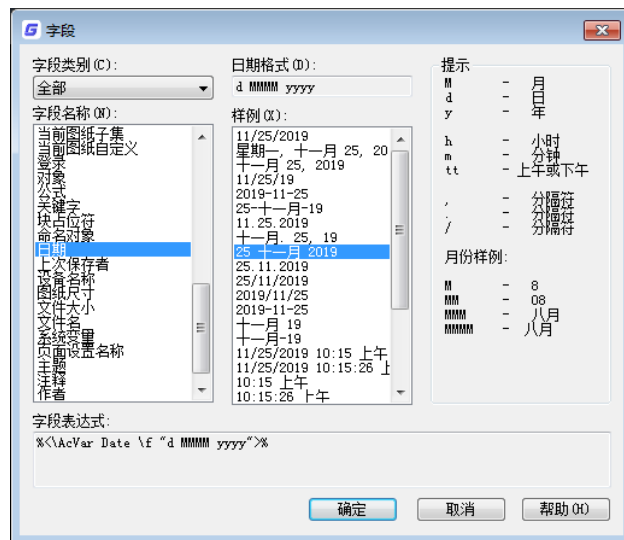 字段
字段类别(C):
全部
字段名称(N):
当前图纸子集
当前图纸自定义
登录
对象
公式
关键字
块占位符
命名对象
日期
上次保存者
设备名称
图纸尺寸
文件大小
文件名
系统变量
页面设置名称
主题
注释
作者
日期格式(D):
d MMMM yyyy
样例(X):
11/25/2019
星期一, 十一月 25, 20
十一月 25, 2019
11/25/19
2019-11-25
25-十一月-19
11.25.2019
十一月. 25, 19
25 十一月 2019
25.11.2019
25/11/2019
2019/11/25
2019-11-25
十一月 19
十一月-19
11/25/2019 10:15 上午
11/25/2019 10:15:26 上
10:15 上午
10:15:26 上午
提示
M - 月
d - 日
y - 年
h - 小时
m - 分钟
tt - 上午或下午
, - 分隔符
. - 分隔符
/ - 分隔符
月份样例:
M - 8
MM - 08
MMM - 八月
MMMM - 八月
字段表达式:
%<\AcVar Date \f "d MMMM yyyy">%
确定
取消
帮助(H)